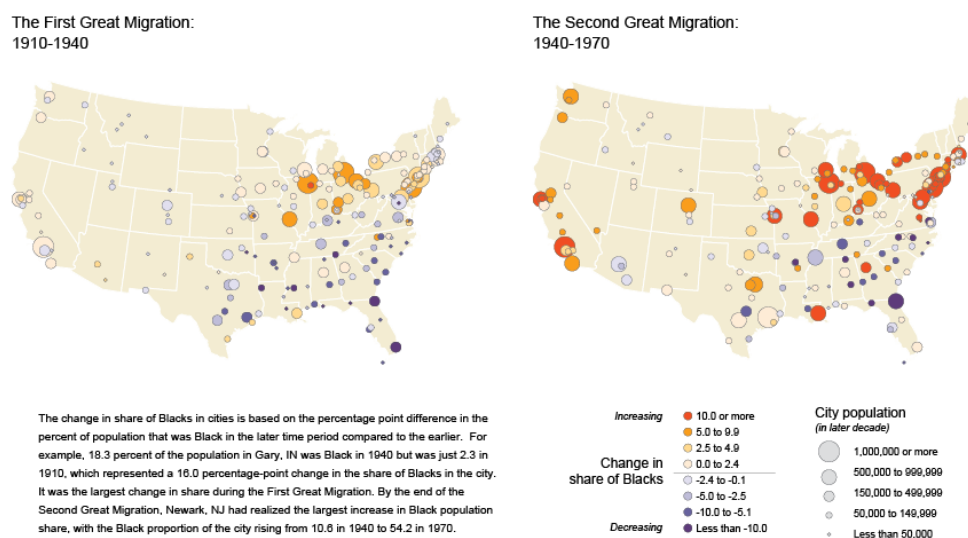 The First Great Migration:
1910-1940
The Second Great Migration:
1940-1970
The change in share of Blacks in cities is based on the percentage point difference in the
percent of population that was Black in the later time period compared to the earlier. For
example, 18.3 percent of the population in Gary, IN was Black in 1940 but was just 2.3 in
1910, which represented a 16.0 percentage-point change in the share of Blacks in the city.
It was the largest change in share during the First Great Migration. By the end of the
Second Great Migration, Newark, NJ had realized the largest increase in Black population
share, with the Black proportion of the city rising from 10.6 in 1940 to 54.2 in 1970.
Change in
share of Blacks
Increasing
10.0 or more
5.0 to 9.9
2.5 to 4.9
0.0 to 2.4
-2.4 to -0.1
-5.0 to -2.5
-10.0 to -5.1
Decreasing
Less than -10.0
City population
(in later decade)
1,000,000 or more
500,000 to 999,999
150,000 to 499,999
50,000 to 149,999
Less than 50,000